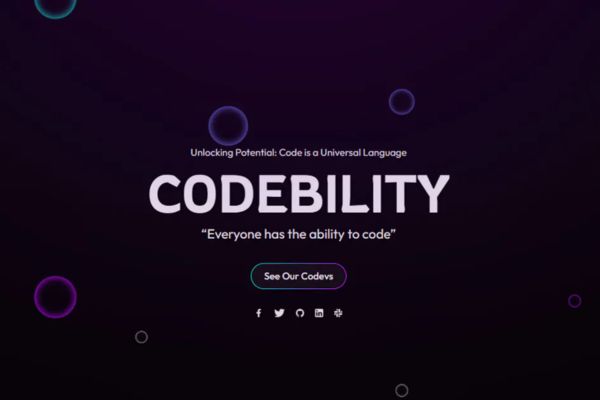 Unlocking Potential: Code is a Universal Language
CODEBILITY
“Everyone has the ability to code”
See Our Codevs